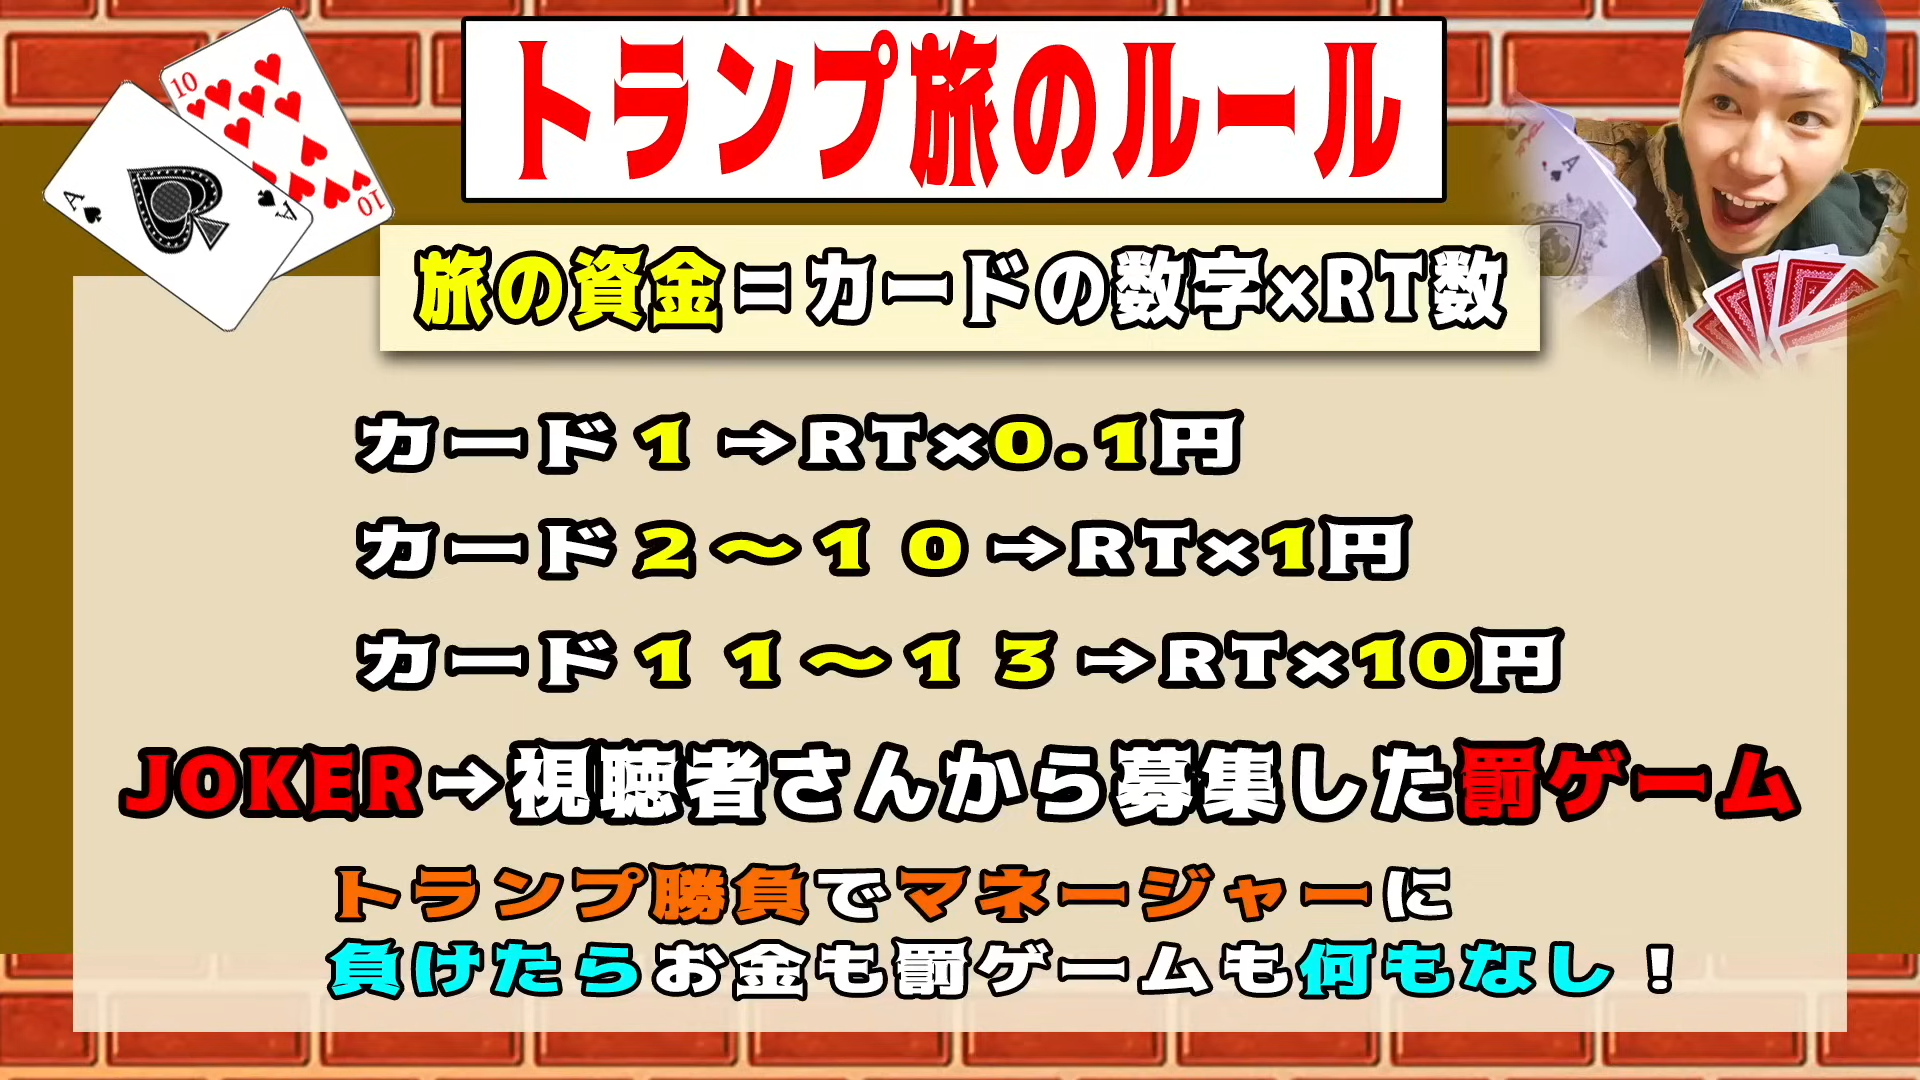 トランプ旅のルール
旅の資金=カードの数字×RT数
カード1→RT×0.1円
カード2〜10→RT×1円
カード11〜13→RT×10円
JOKER→視聴者さんから募集した罰ゲーム
トランプ勝負でマネージャーに
負けたらお金も罰ゲームも何もなし！
10
10
A
A
A